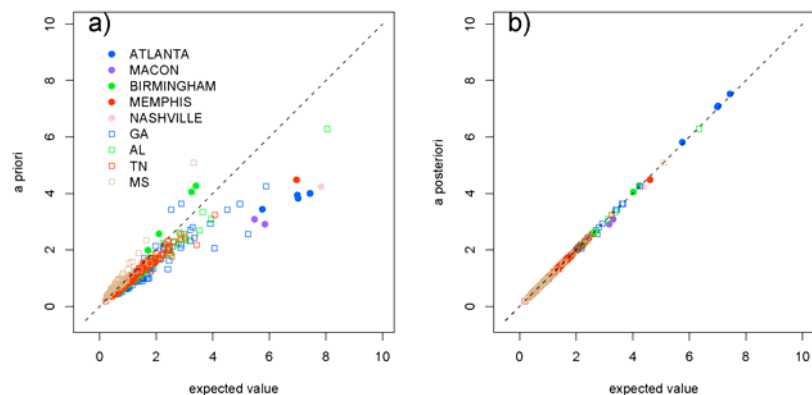 a)
ATLANTA
MACON
BIRMINGHAM
MEMPHIS
NASHVILLE
GA
AL
TN
MS
a priori
10
8
6
4
2
0
0 2 4 6 8 10
expected value
b)
a posteriori
10
8
6
4
2
0
0 2 4 6 8 10
expected value